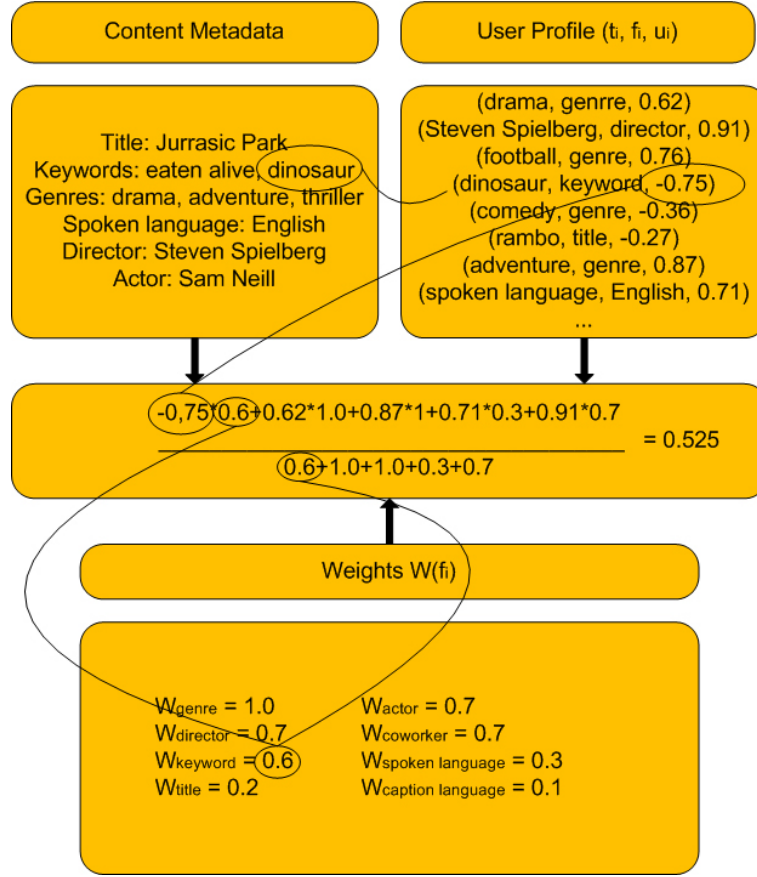 Content Metadata
User Profile (ti, fi, ui)
Title: Jurrasic Park
Keywords: eaten alive, dinosaur
Genres: drama, adventure, thriller
Spoken language: English
Director: Steven Spielberg
Actor: Sam Neill
(drama, genrre, 0.62)
(Steven Spielberg, director, 0.91)
(football, genre, 0.76)
(dinosaur, keyword, -0.75)
(comedy, genre, -0.36)
(rambo, title, -0.27)
(adventure, genre, 0.87)
(spoken language, English, 0.71)
...
-0,75*0.6+0.62*1.0+0.87*1+0.71*0.3+0.91*0.7
= 0.525
0.6+1.0+1.0+0.3+0.7
Weights W(fi)
Wgenre = 1.0
Wdirector = 0.7
Wkeyword = 0.6
Wtitle = 0.2
Wactor = 0.7
Wcoworker = 0.7
Wspoken language = 0.3
Wcaption language = 0.1